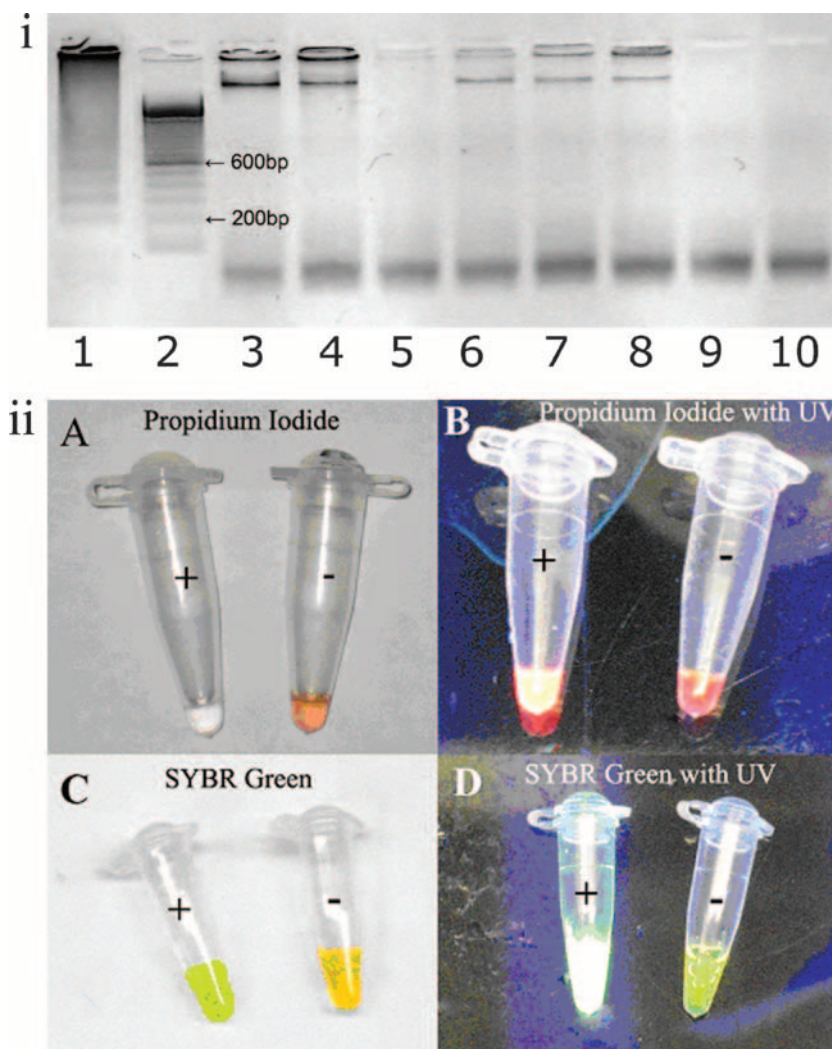 i
← 600bp
← 200bp
1 2 3 4 5 6 7 8 9 10
ii
A Propidium Iodide
+ -
B Propidium Iodide with UV
+ -
C SYBR Green
+ -
D SYBR Green with UV
+ -